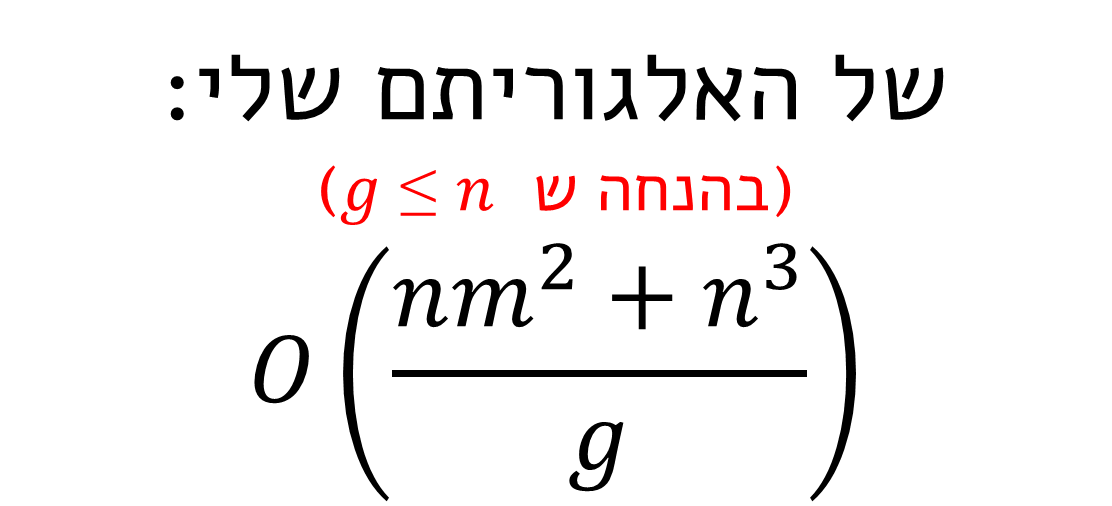 של האלגוריתם שלי:
(בהנחה ש g ≤ n)
O((nm² + n³)/g)